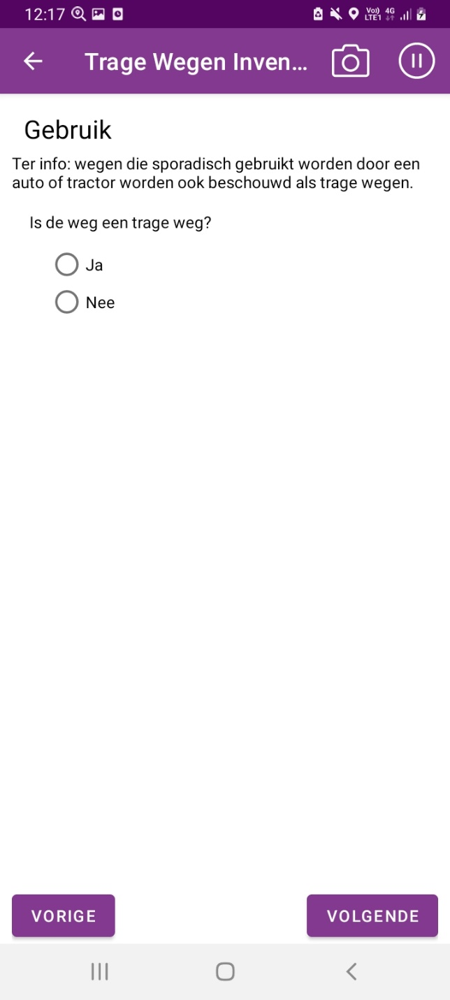 12:17
Vo)) 4G
LTE1
Trage Wegen Inven...
Gebruik
Ter info: wegen die sporadisch gebruikt worden door een
auto of tractor worden ook beschouwd als trage wegen.
Is de weg een trage weg?
Ja
Nee
VORIGE
VOLGENDE